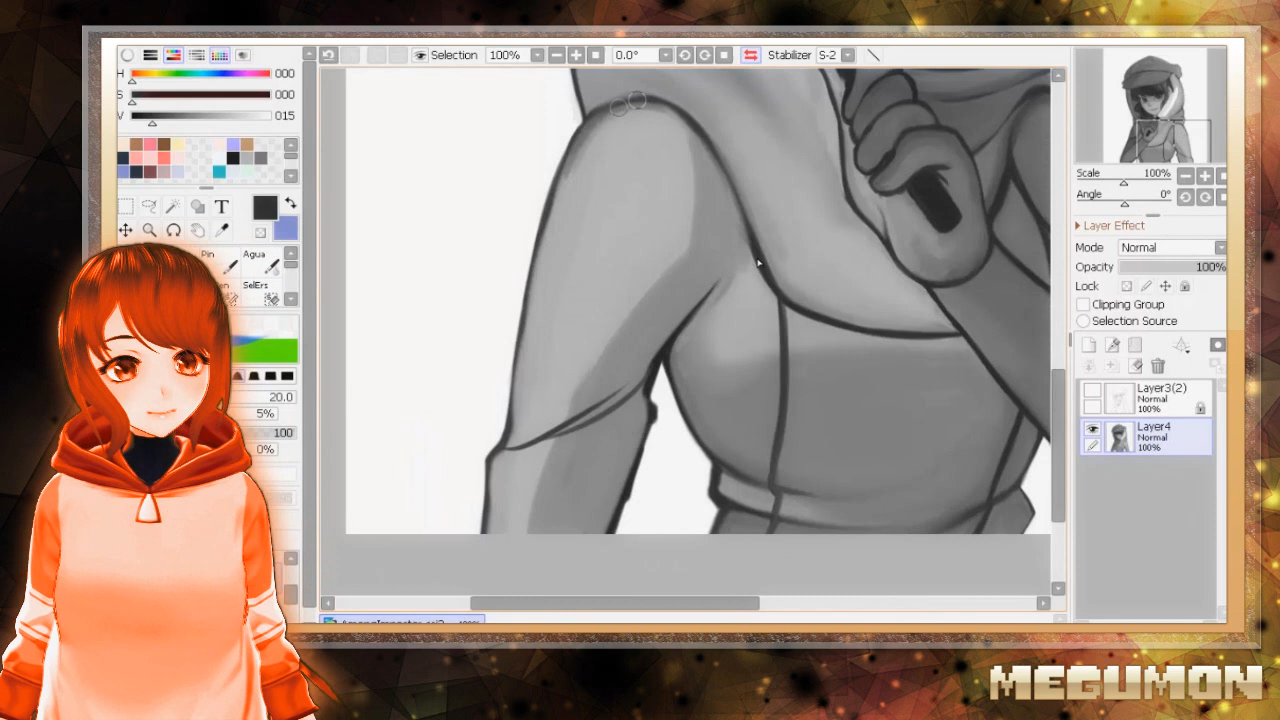 Selection 100% 0.0° Stabilizer S-2
H 000
S 000
V 015
T
Pin Agua
SelErs
20.0
5%
100
0%
Scale 100%
Angle 0°
Layer Effect
Mode Normal
Opacity 100%
Lock
Clipping Group
Selection Source
Layer3(2)
Normal
100%
Layer4
Normal
100%
MEGUMON